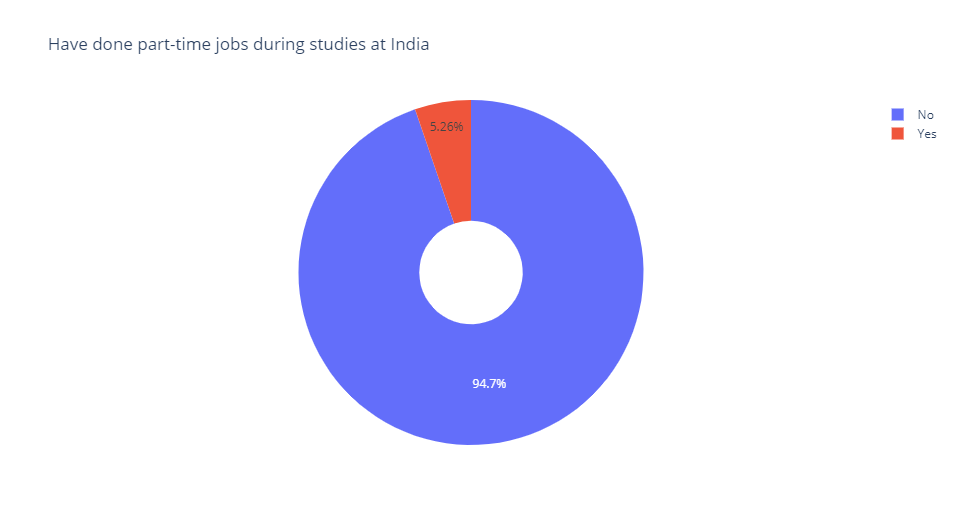 Have done part-time jobs during studies at India
No
Yes
5.26%
94.7%